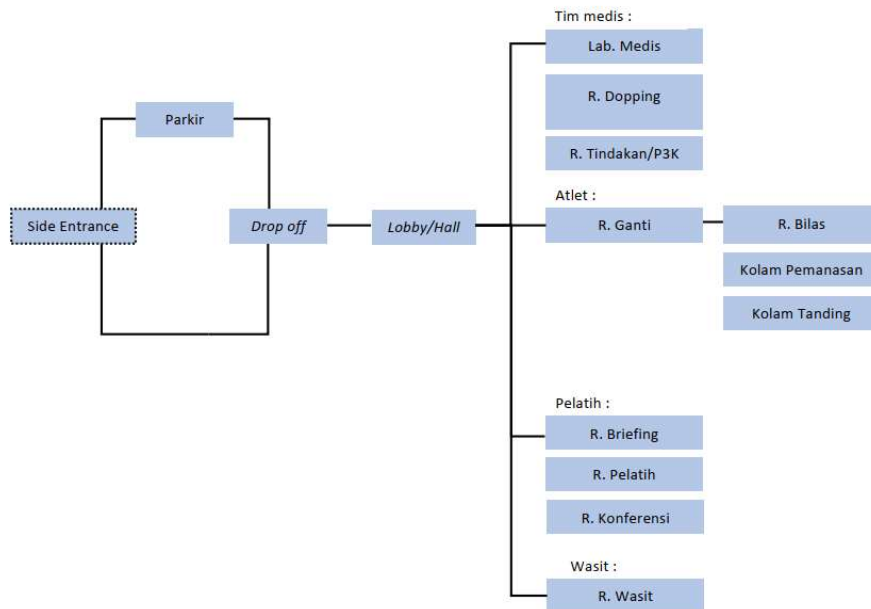 Tim medis :
Lab. Medis
R. Dopping
R. Tindakan/P3K
Parkir
Side Entrance
Drop off
Lobby/Hall
Atlet :
R. Ganti
R. Bilas
Kolam Pemanasan
Kolam Tanding
Pelatih :
R. Briefing
R. Pelatih
R. Konferensi
Wasit :
R. Wasit